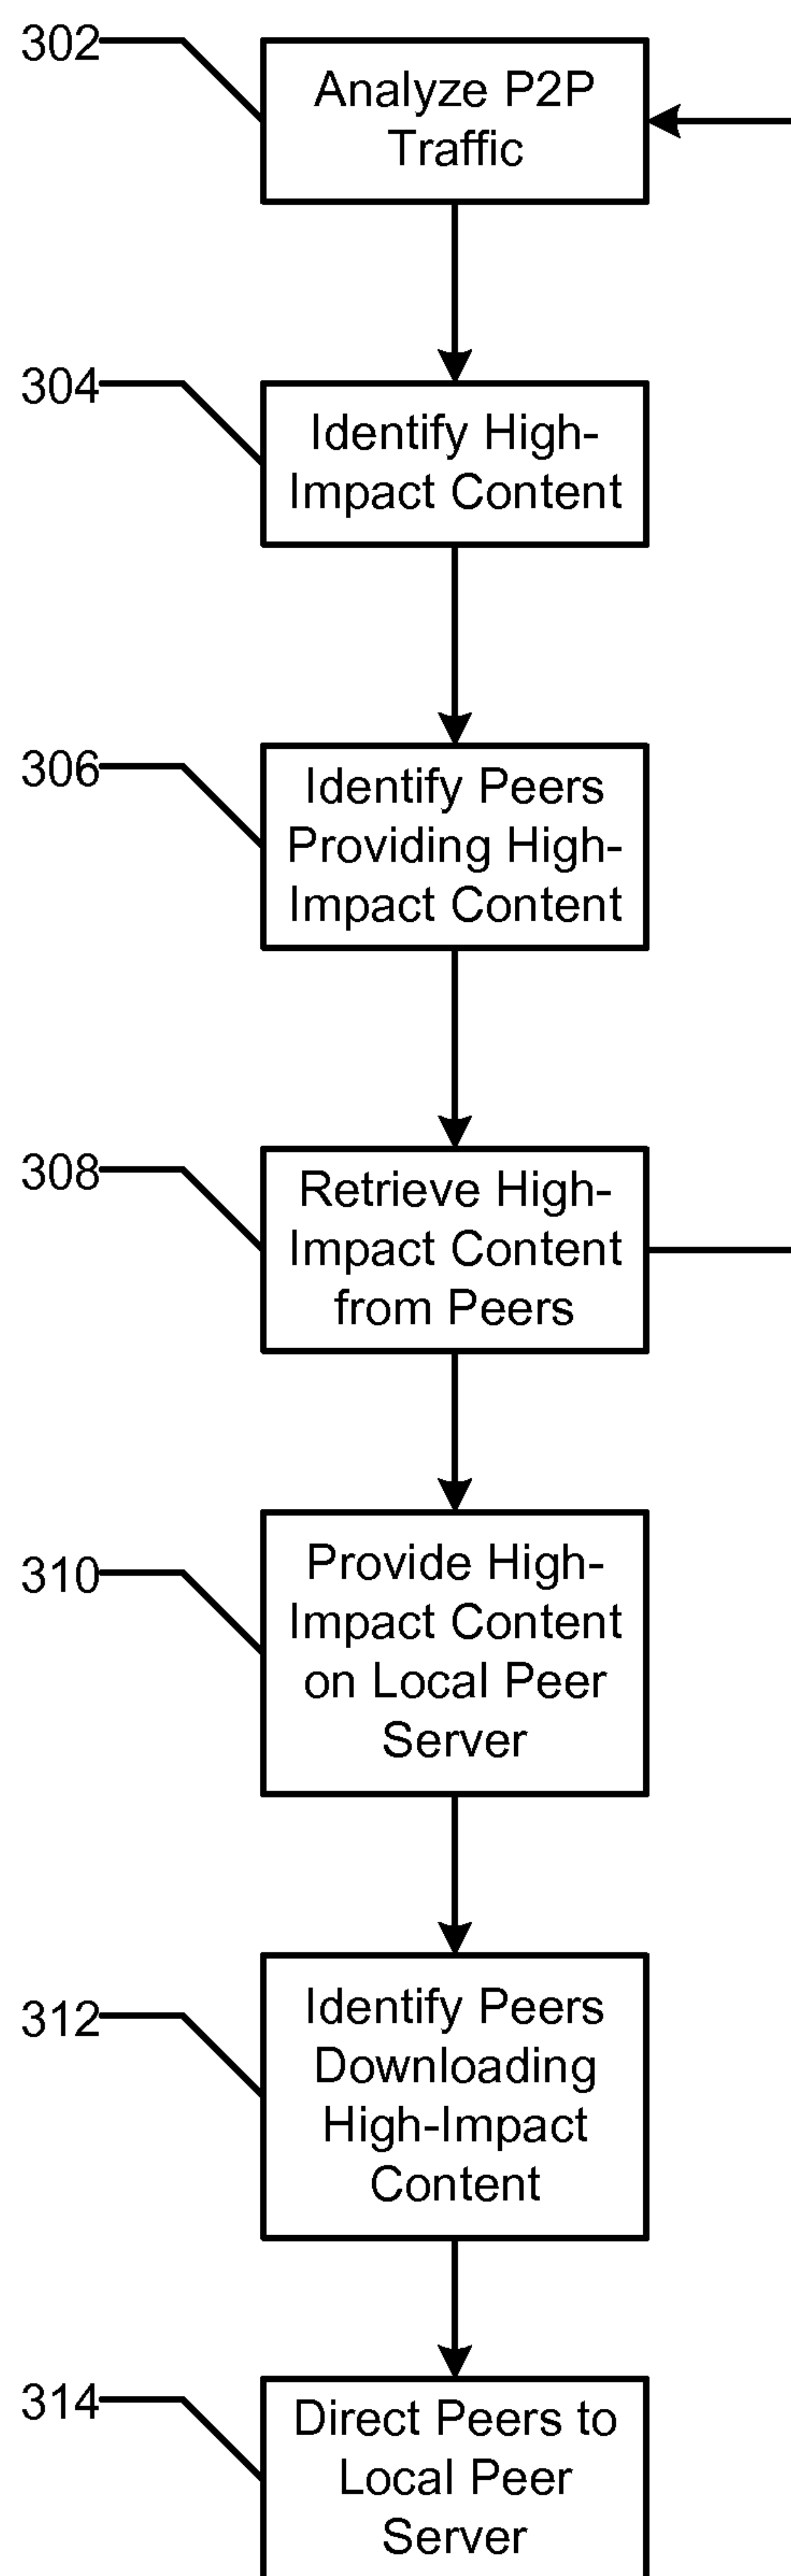 302
Analyze P2P
Traffic
304
Identify High-
Impact Content
306
Identify Peers
Providing High-
Impact Content
308
Retrieve High-
Impact Content
from Peers
310
Provide High-
Impact Content
on Local Peer
Server
312
Identify Peers
Downloading
High-Impact
Content
314
Direct Peers to
Local Peer
Server